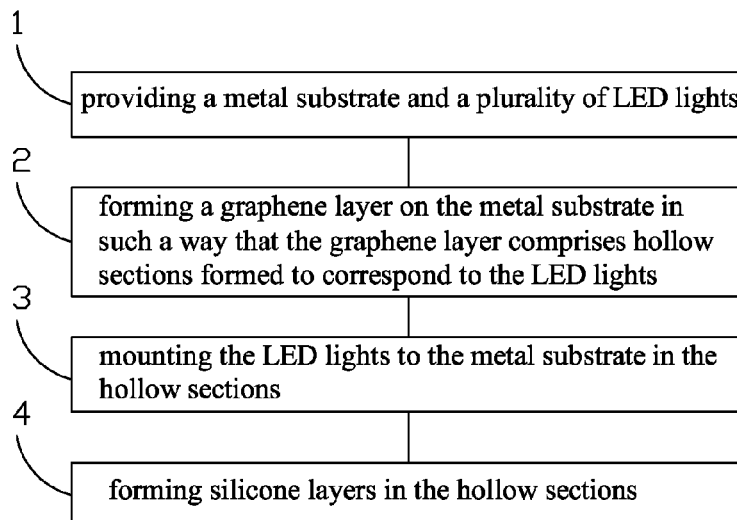 1
providing a metal substrate and a plurality of LED lights
2
forming a graphene layer on the metal substrate in
such a way that the graphene layer comprises hollow
sections formed to correspond to the LED lights
3
mounting the LED lights to the metal substrate in the
hollow sections
4
forming silicone layers in the hollow sections